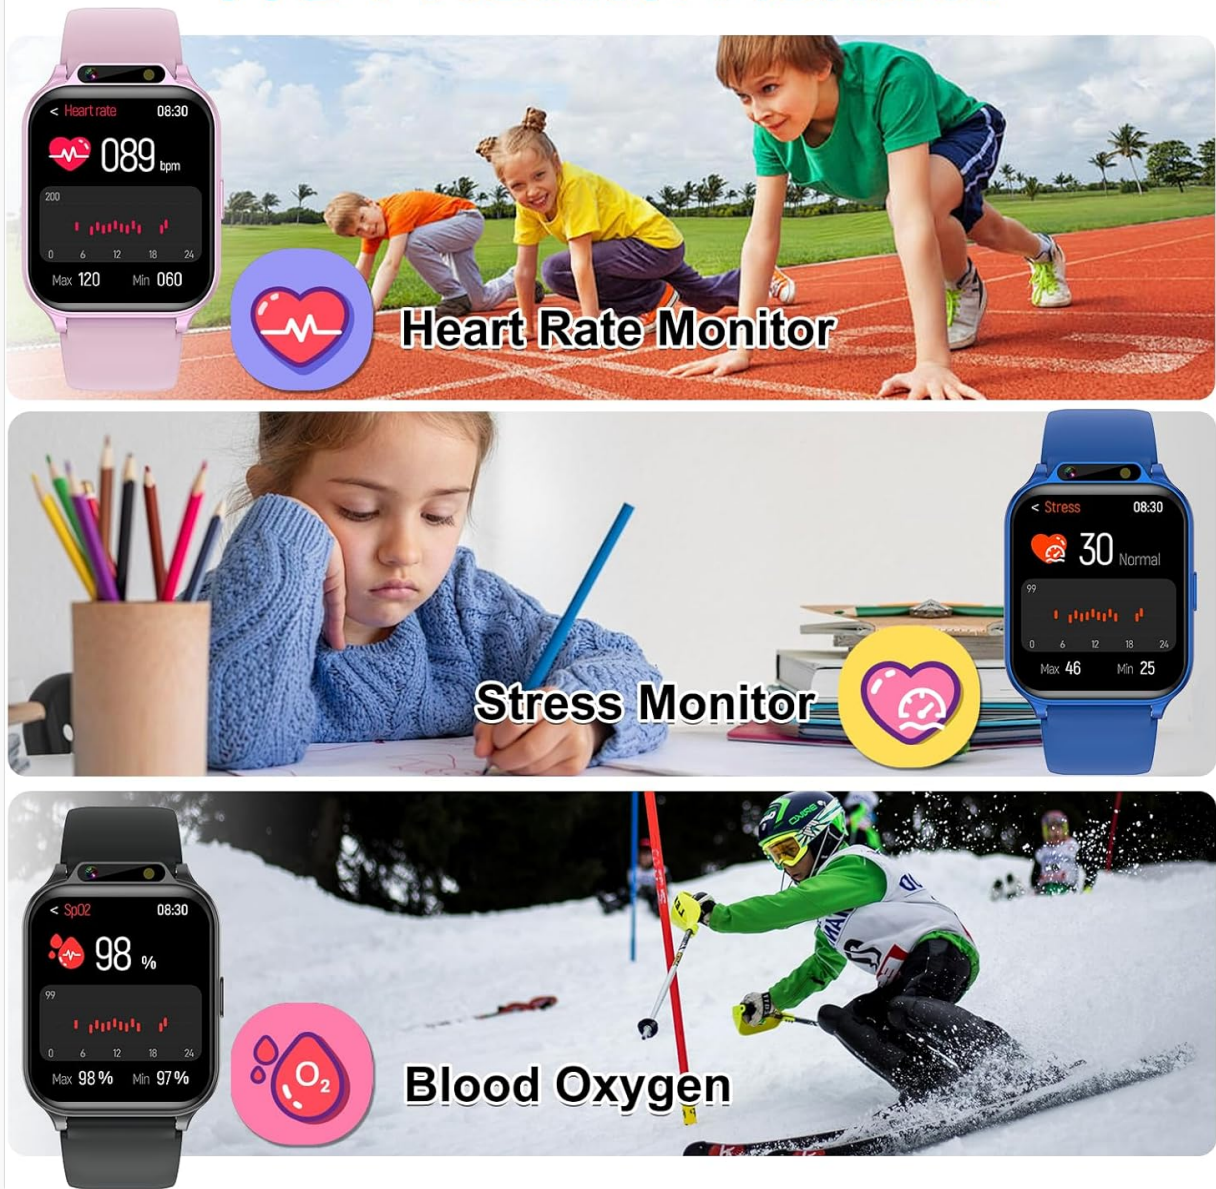 < Heart rate 08:30
089 bpm
200
0 6 12 18 24
Max 120 Min 060
Heart Rate Monitor
< Stress 08:30
30 Normal
99
0 6 12 18 24
Max 46 Min 25
Stress Monitor
< SpO2 08:30
98 %
99
0 6 12 18 24
Max 98% Min 97%
O2
Blood Oxygen